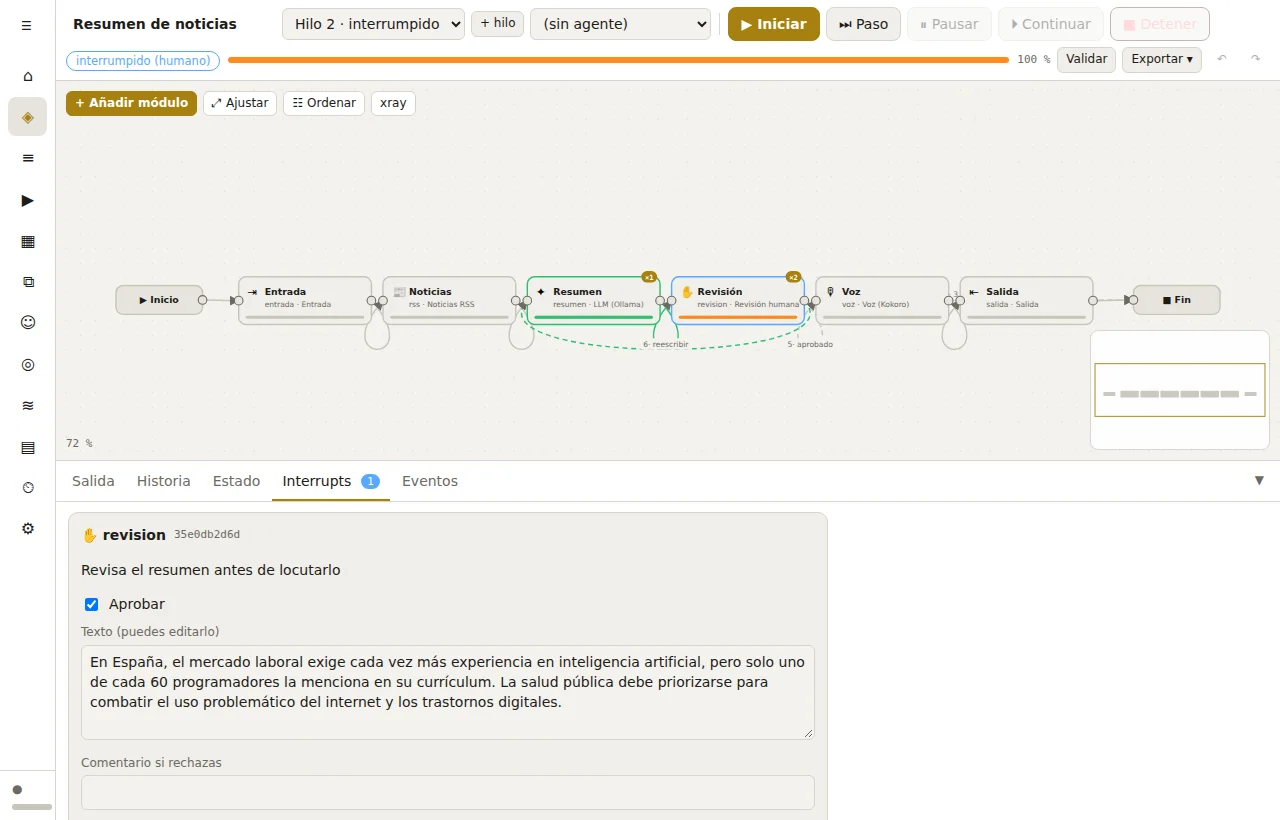 Resumen de noticias
Hilo 2 · interrumpido
+ hilo
(sin agente)
▶ Iniciar
⏭ Paso
⏸ Pausar
⏵ Continuar
■ Detener
interrumpido (humano)
100 %
Validar
Exportar ▾
+ Añadir módulo
⤢ Ajustar
☷ Ordenar
xray
▶ Inicio
Entrada
entrada · Entrada
Noticias
rss · Noticias RSS
×1
Resumen
resumen · LLM (Ollama)
×2
Revisión
revision · Revisión humana
Voz
voz · Voz (Kokoro)
Salida
salida · Salida
■ Fin
6· reescribir
5· aprobado
72 %
Salida
Historia
Estado
Interrupts 1
Eventos
▼
revision 35e0db2d6d
Revisa el resumen antes de locutarlo
Aprobar
Texto (puedes editarlo)
En España, el mercado laboral exige cada vez más experiencia en inteligencia artificial, pero solo uno
de cada 60 programadores la menciona en su currículum. La salud pública debe priorizarse para
combatir el uso problemático del internet y los trastornos digitales.
Comentario si rechazas